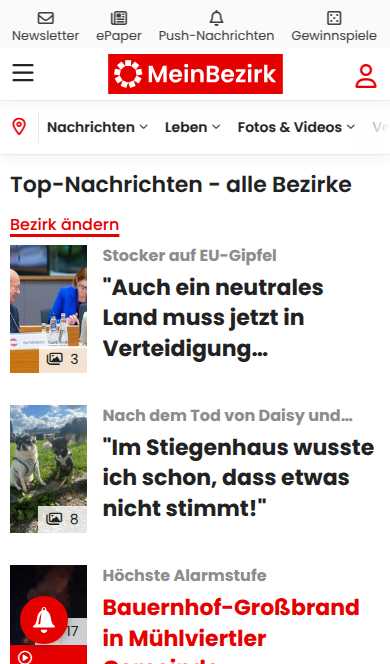 Newsletter
ePaper
Push-Nachrichten
Gewinnspiele
MeinBezirk
Nachrichten
Leben
Fotos & Videos
Top-Nachrichten - alle Bezirke
Bezirk ändern
Stocker auf EU-Gipfel
"Auch ein neutrales
Land muss jetzt in
Verteidigung...
3
Nach dem Tod von Daisy und...
"Im Stiegenhaus wusste
ich schon, dass etwas
nicht stimmt!"
8
Höchste Alarmstufe
Bauernhof-Großbrand
in Mühlviertler
17